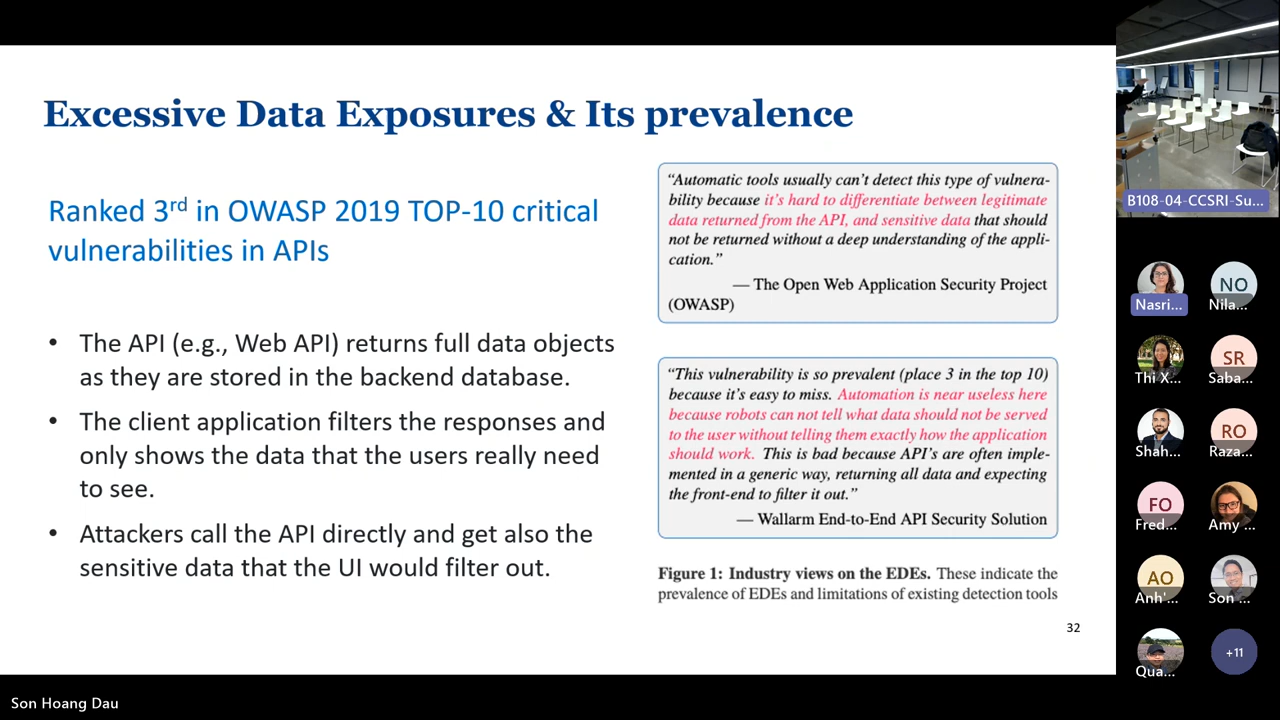 Excessive Data Exposures & Its prevalence
Ranked 3rd in OWASP 2019 TOP-10 critical
vulnerabilities in APIs
• The API (e.g., Web API) returns full data objects
as they are stored in the backend database.
• The client application filters the responses and
only shows the data that the users really need
to see.
• Attackers call the API directly and get also the
sensitive data that the UI would filter out.
“Automatic tools usually can’t detect this type of vulnera-
bility because it’s hard to differentiate between legitimate
data returned from the API, and sensitive data that should
not be returned without a deep understanding of the appli-
cation.”
— The Open Web Application Security Project
(OWASP)
“This vulnerability is so prevalent (place 3 in the top 10)
because it’s easy to miss. Automation is near useless here
because robots can not tell what data should not be served
to the user without telling them exactly how the application
should work. This is bad because API’s are often imple-
mented in a generic way, returning all data and expecting
the front-end to filter it out.”
— Wallarm End-to-End API Security Solution
Figure 1: Industry views on the EDEs. These indicate the
prevalence of EDEs and limitations of existing detection tools
32
Son Hoang Dau
B108-04-CCSRI-Su...
Nasri...
NO
Nila...
Thi X...
SR
Saba...
Shah...
RO
Raza...
FO
Fred...
Amy ...
AO
Anh'...
Son ...
Qua...
+11